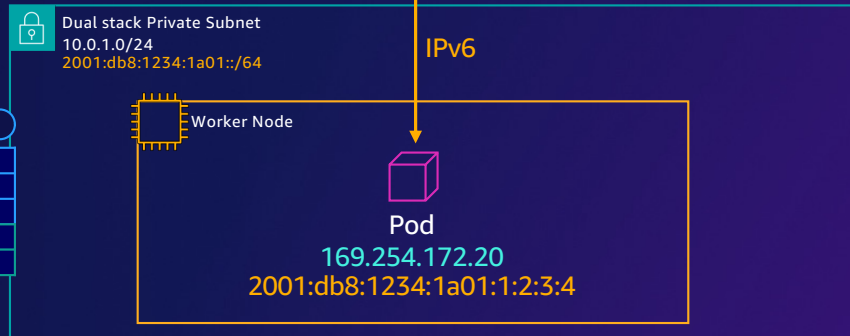 Dual stack Private Subnet
10.0.1.0/24
2001:db8:1234:1a01::/64
IPv6
Worker Node
Pod
169.254.172.20
2001:db8:1234:1a01:1:2:3:4